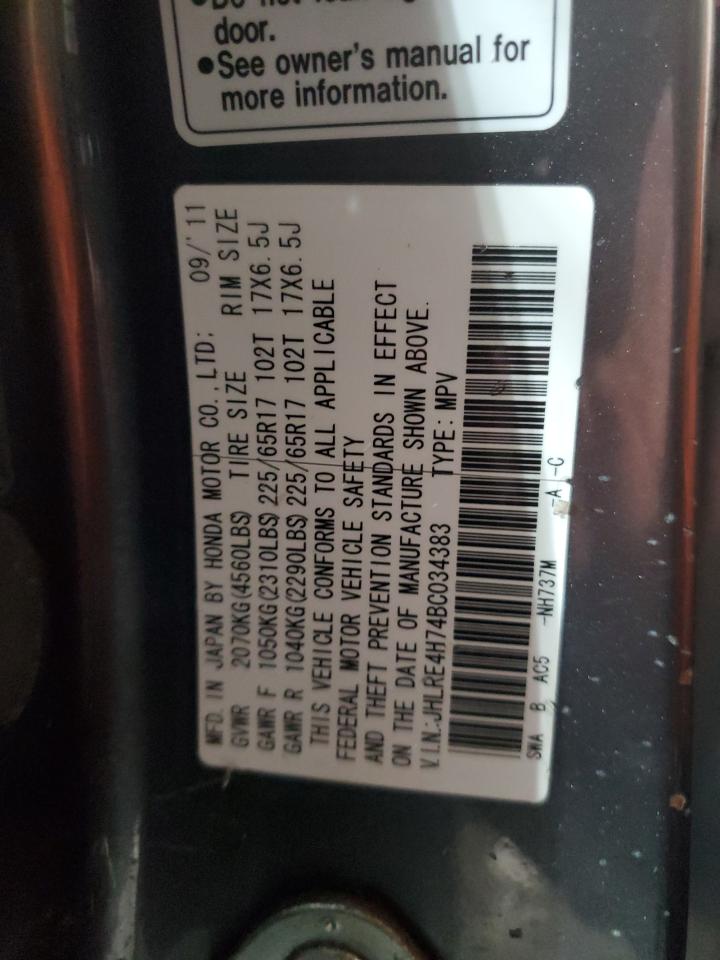 door.
●See owner's manual for
more information.
MFD. IN JAPAN BY HONDA MOTOR CO., LTD. 09/'11
GVWR 2070KG(4560LBS) TIRE SIZE RIM SIZE
GAWR F 1050KG(2310LBS) 225/65R17 102T 17X6.5J
GAWR R 1040KG(2290LBS) 225/65R17 102T 17X6.5J
THIS VEHICLE CONFORMS TO ALL APPLICABLE
FEDERAL MOTOR VEHICLE SAFETY
AND THEFT PREVENTION STANDARDS IN EFFECT
ON THE DATE OF MANUFACTURE SHOWN ABOVE.
V.I.N.:JHLRE4H74BC034383 TYPE: MPV
SWA B AC5 -NH737M -A -C